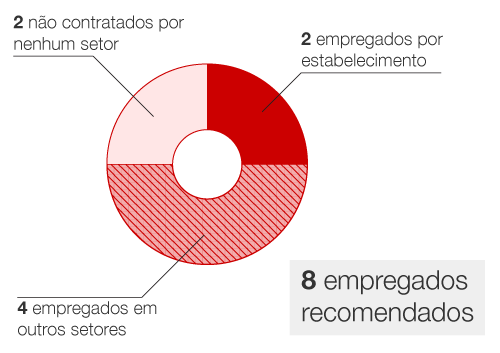 2 não contratados por
nenhum setor
2 empregados por
estabelecimento
4 empregados em
outros setores
8 empregados
recomendados